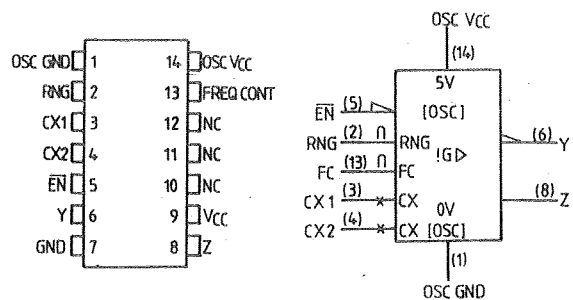 OSC GND 1 14 OSC VCC
RNG 2 13 FREQ CONT
CX1 3 12 NC
CX2 4 11 NC
EN 5 10 NC
Y 6 9 VCC
GND 7 8 Z
OSC VCC
(14)
5V
EN (5) [OSC]
RNG (2) ∩ RNG (6) Y
!G▷
FC (13) ∩ FC
CX1 (3) CX (8) Z
0V
CX2 (4) CX [OSC]
(1)
OSC GND